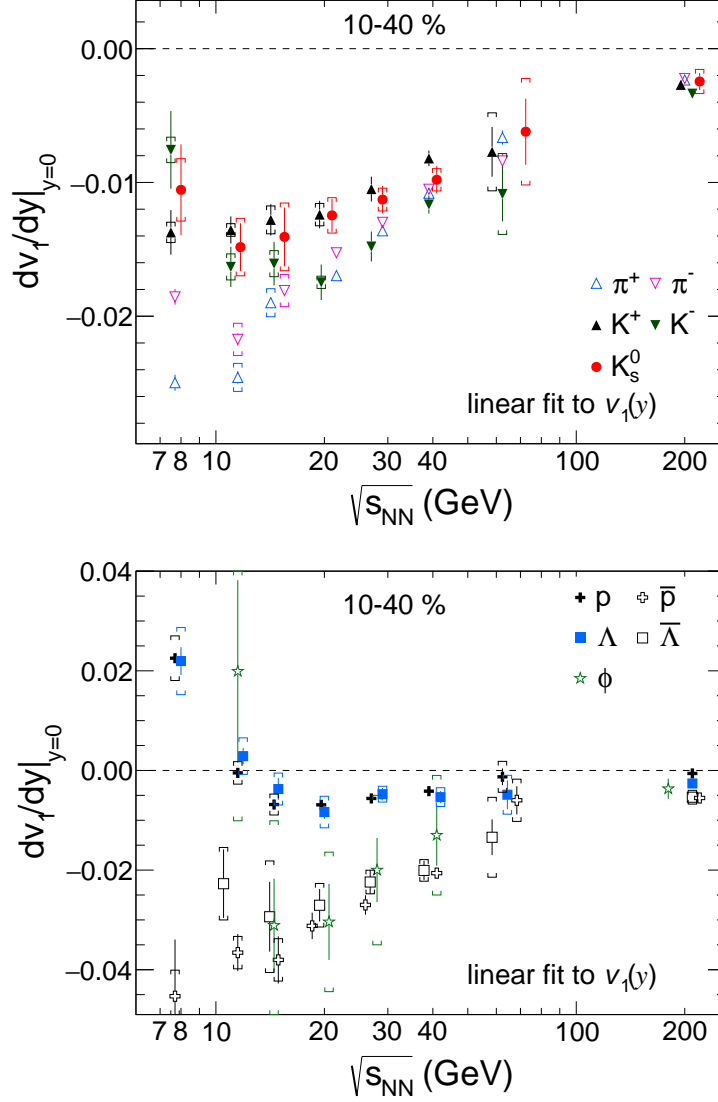 10-40 %
0.00
−0.01
−0.02
dv₁/dy|y=0
π⁺ π⁻
K⁺ K⁻
K⁰s
linear fit to v₁(y)
7 8 10 20 30 40 100 200
√sNN (GeV)
0.04
10-40 %
p p̅
Λ Λ̅
ϕ
0.02
0.00
−0.02
−0.04
dv₁/dy|y=0
linear fit to v₁(y)
7 8 10 20 30 40 100 200
√sNN (GeV)